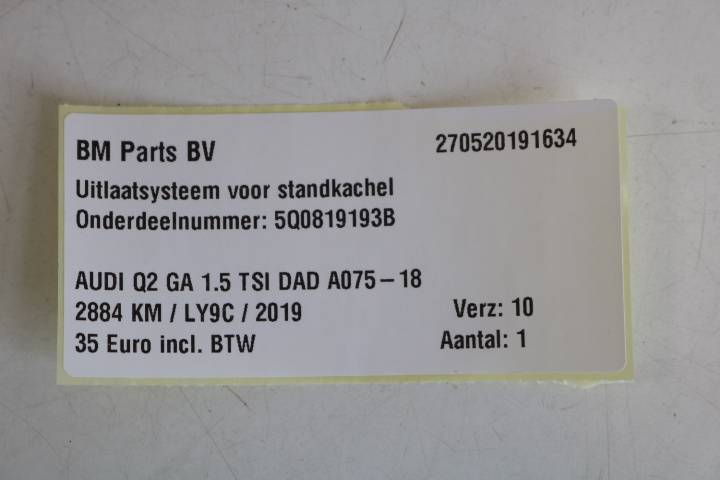 BM Parts BV 270520191634
Uitlaatsysteem voor standkachel
Onderdeelnummer: 5Q0819193B
AUDI Q2 GA 1.5 TSI DAD A075-18
2884 KM / LY9C / 2019 Verz: 10
35 Euro incl. BTW Aantal: 1